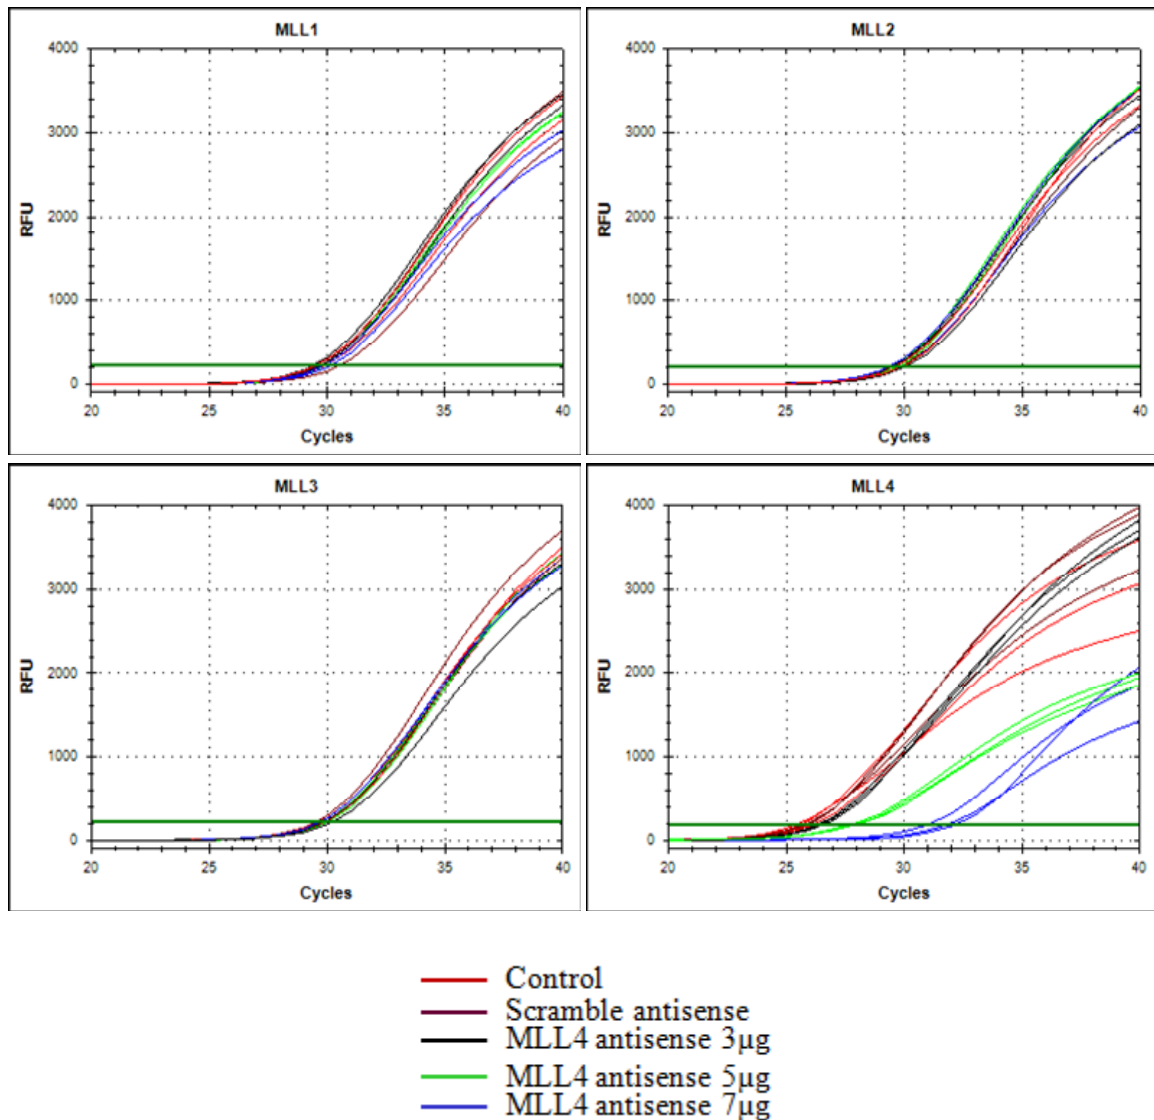 MLL1
4000
3000
2000
1000
0
RFU
20 25 30 35 40
Cycles
MLL2
4000
3000
2000
1000
0
RFU
20 25 30 35 40
Cycles
MLL3
4000
3000
2000
1000
0
RFU
20 25 30 35 40
Cycles
MLL4
4000
3000
2000
1000
0
RFU
20 25 30 35 40
Cycles
Control
Scramble antisense
MLL4 antisense 3µg
MLL4 antisense 5µg
MLL4 antisense 7µg